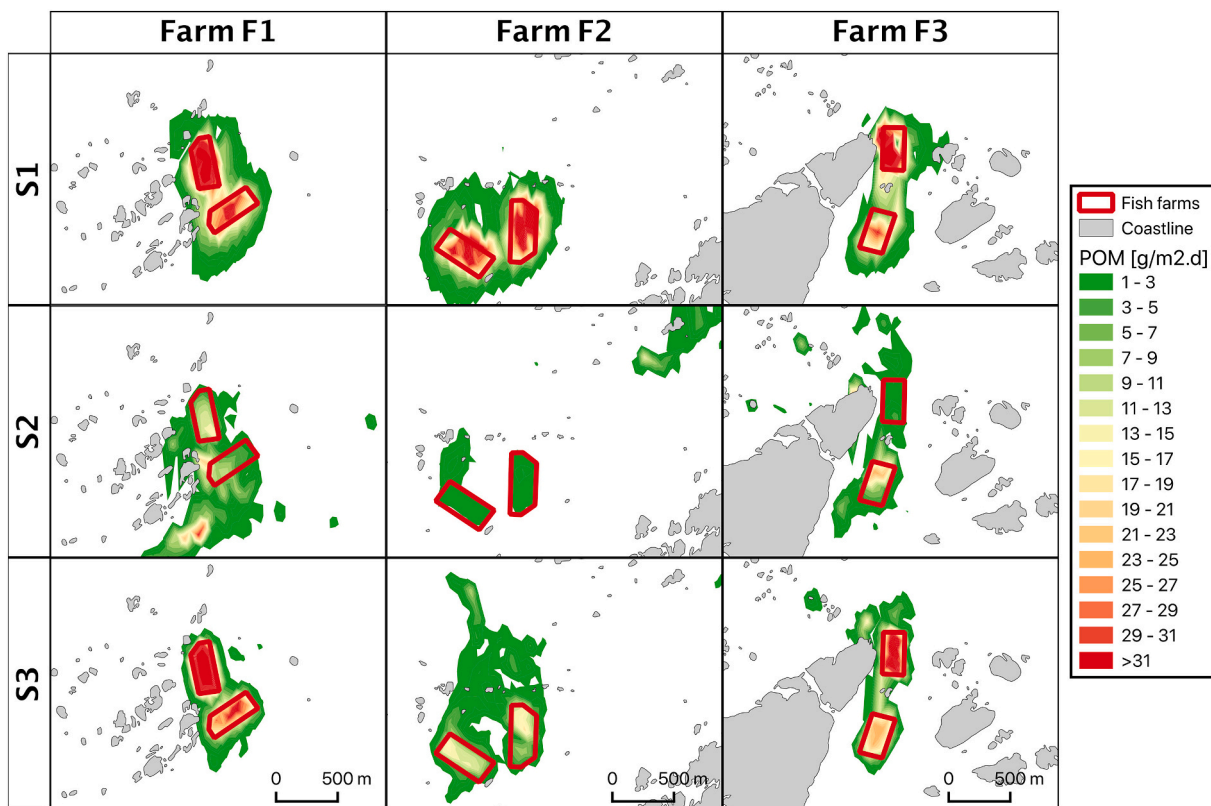 Farm F1
Farm F2
Farm F3
S1
S2
S3
0 500 m
0 500 m
0 500 m
Fish farms
Coastline
POM [g/m2.d]
1 - 3
3 - 5
5 - 7
7 - 9
9 - 11
11 - 13
13 - 15
15 - 17
17 - 19
19 - 21
21 - 23
23 - 25
25 - 27
27 - 29
29 - 31
>31